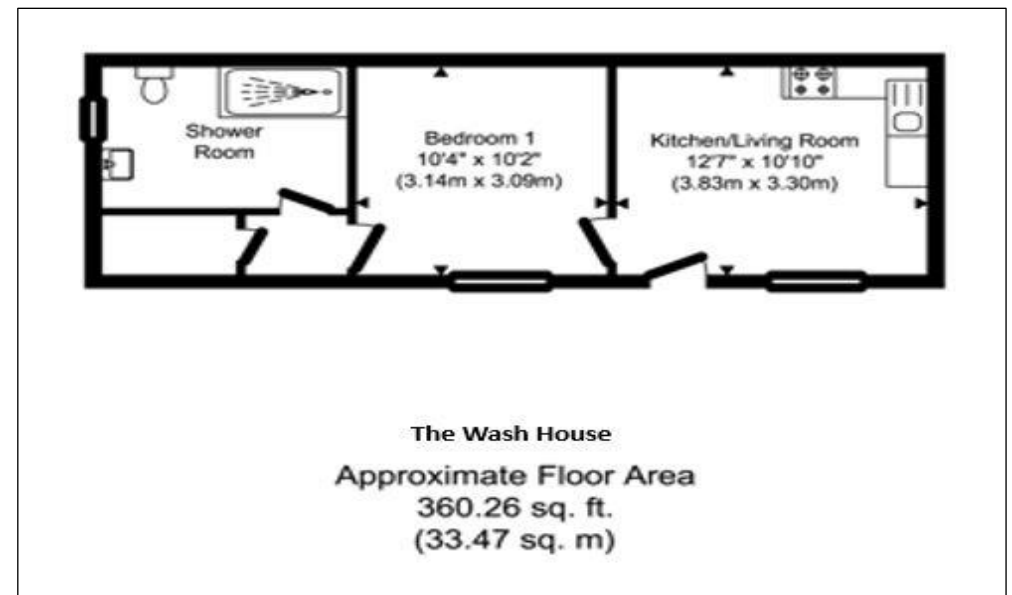 Shower
Room
Bedroom 1
10'4" x 10'2"
(3.14m x 3.09m)
Kitchen/Living Room
12'7" x 10'10"
(3.83m x 3.30m)
The Wash House
Approximate Floor Area
360.26 sq. ft.
(33.47 sq. m)